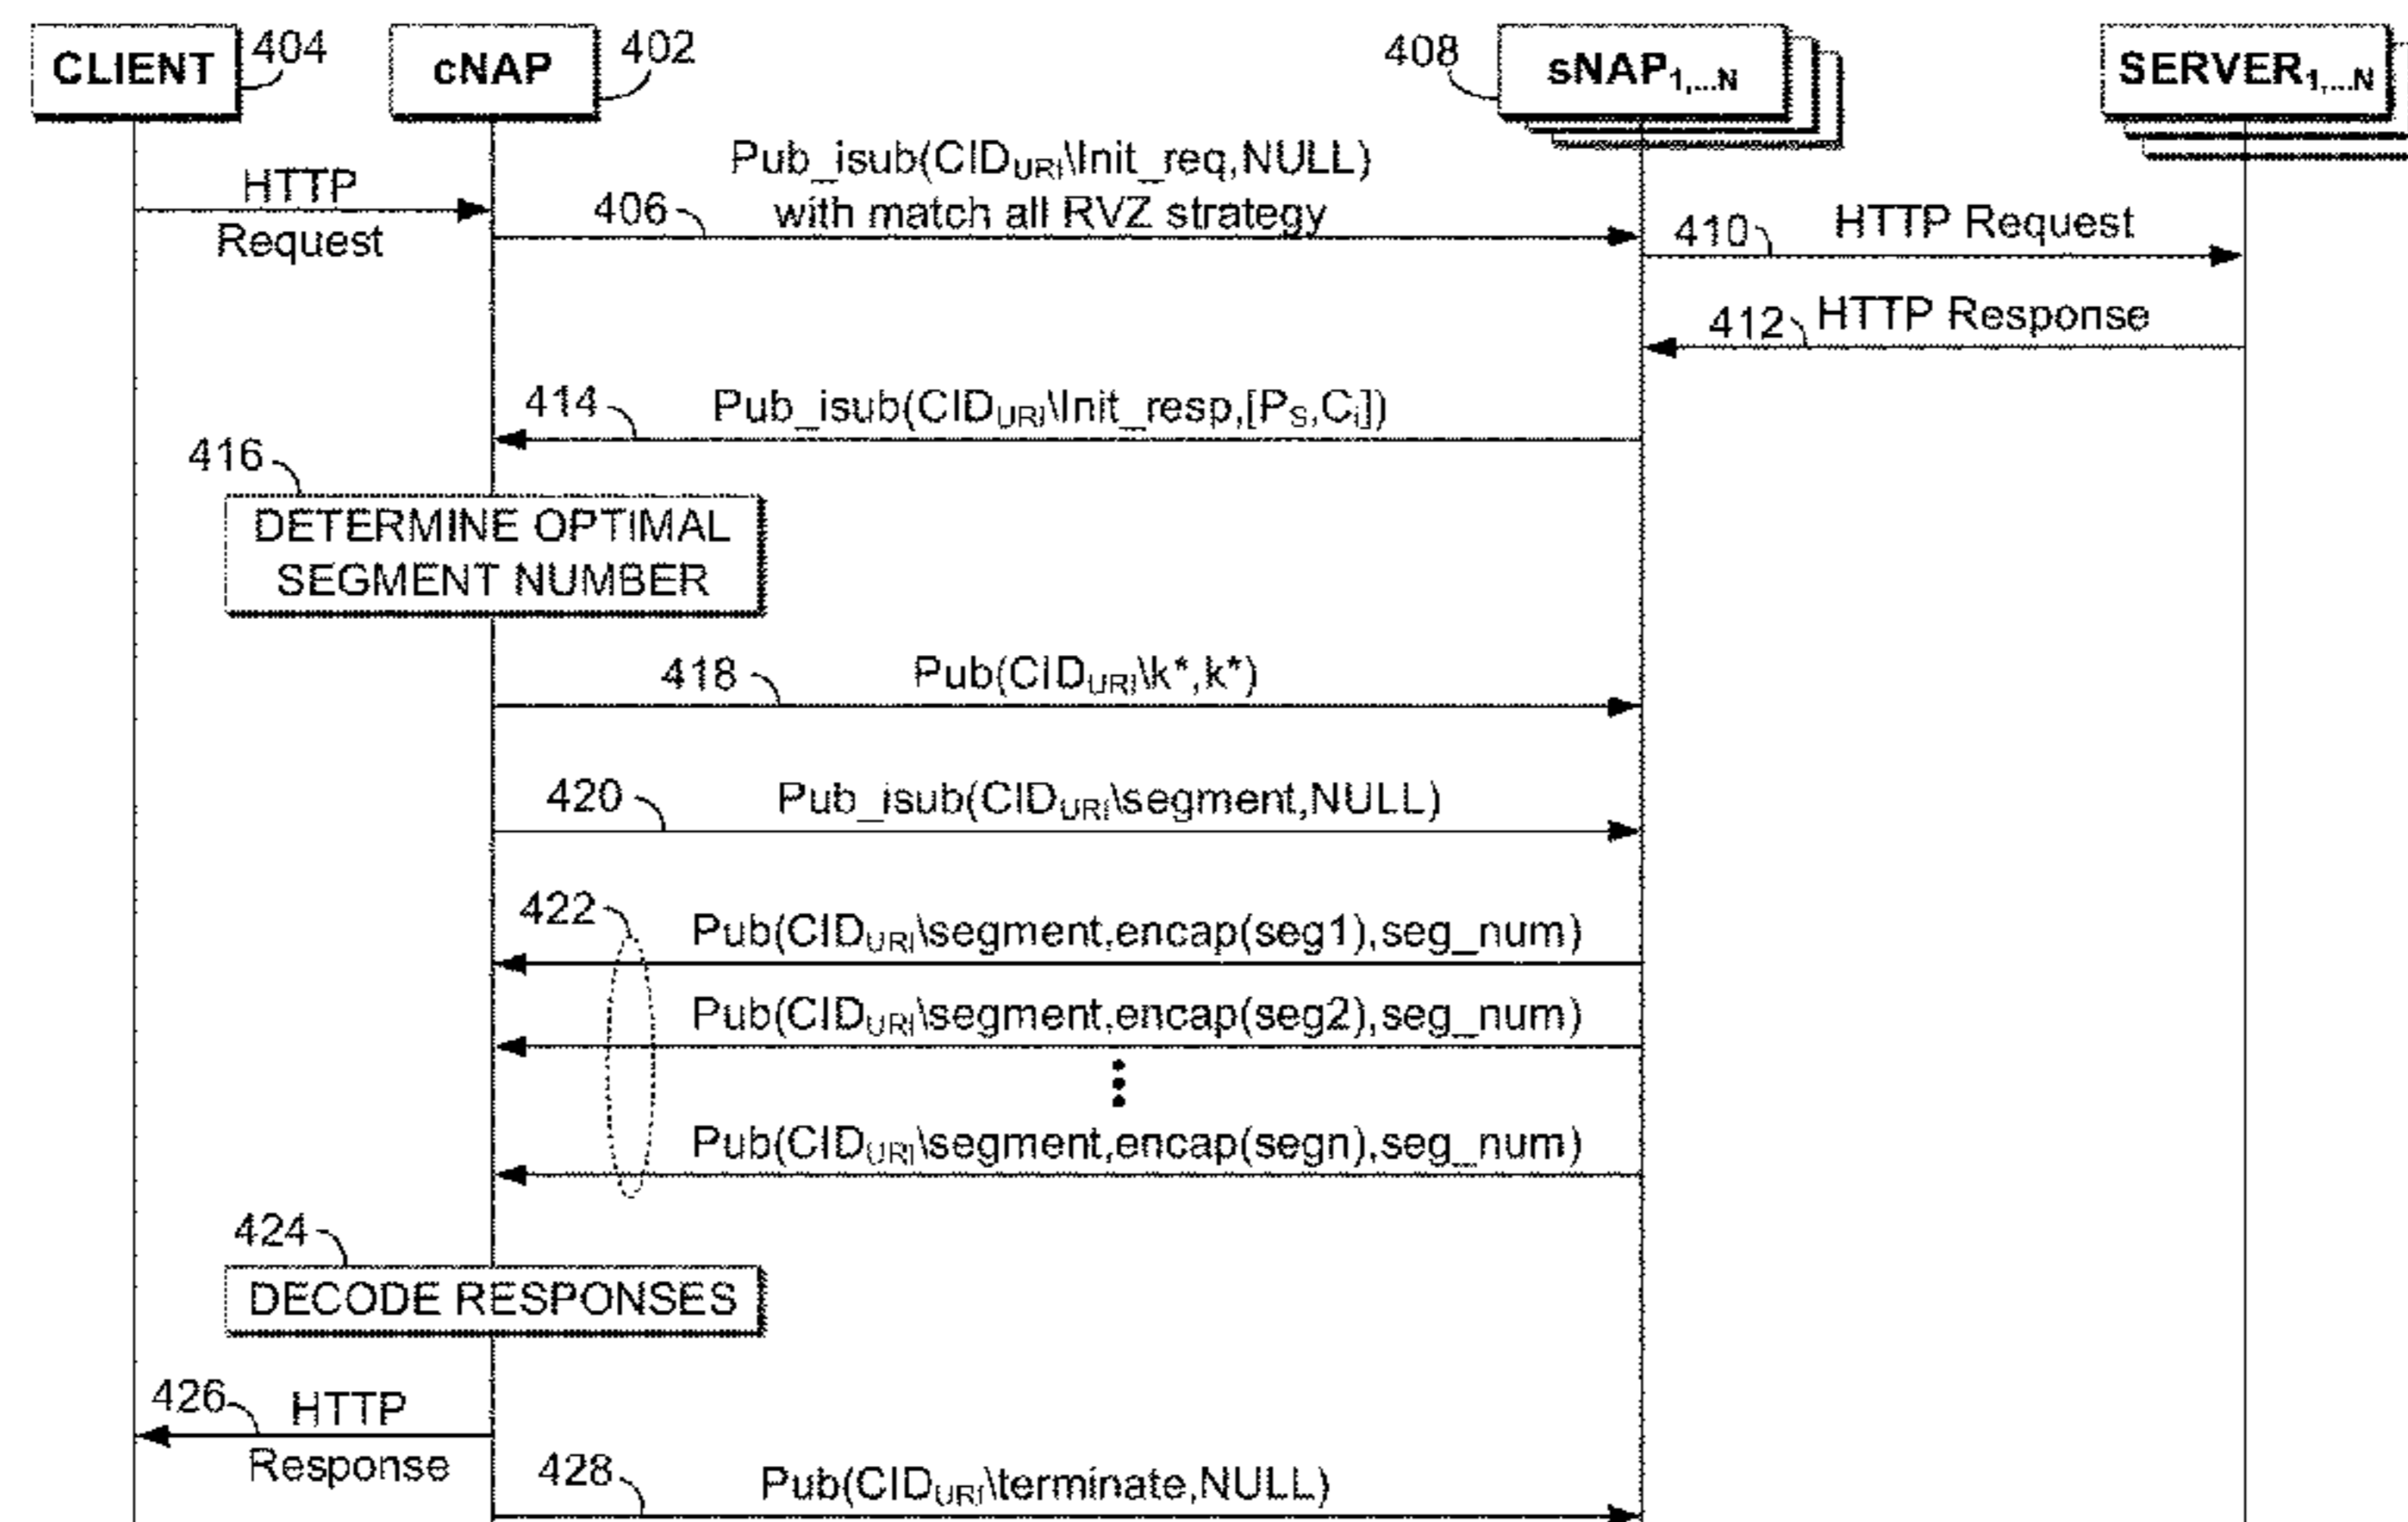 CLIENT 404 cNAP 402 408 sNAP1,...N SERVER1,...N
Pub_isub(CIDURI\Init_req,NULL)
HTTP 406 with match all RVZ strategy
Request 410 HTTP Request
412 HTTP Response
414 Pub_isub(CIDURI\Init_resp,[PS,Ci])
416
DETERMINE OPTIMAL
SEGMENT NUMBER
418 Pub(CIDURI\k*,k*)
420 Pub_isub(CIDURI\segment,NULL)
422 Pub(CIDURI\segment,encap(seg1),seg_num)
Pub(CIDURI\segment,encap(seg2),seg_num)
Pub(CIDURI\segment,encap(segn),seg_num)
424
DECODE RESPONSES
426 HTTP
Response 428 Pub(CIDURI\terminate,NULL)